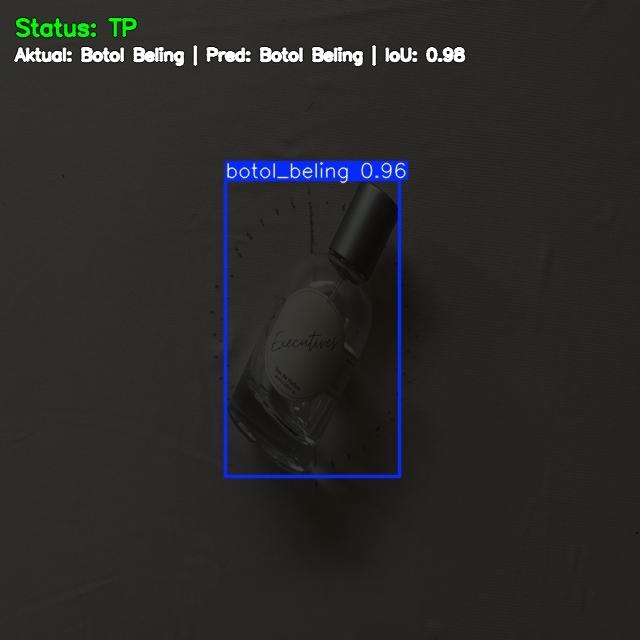 Status: TP
Aktual: Botol Beling | Pred: Botol Beling | IoU: 0.98
botol_beling 0.96
Executives